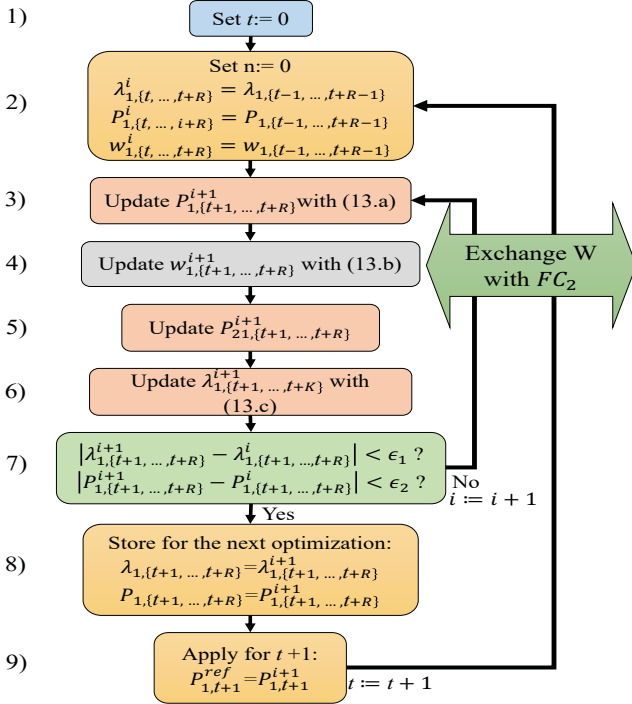 1)
Set t:= 0
2)
Set n:= 0
λ^i_{1,{t, …,t+R}} = λ_{1,{t−1, …,t+R−1}}
P^i_{1,{t, …, i+R}} = P_{1,{t−1, …,t+R−1}}
w^i_{1,{t, …,t+R}} = w_{1,{t−1, …,t+R−1}}
3)
Update P^{i+1}_{1,{t+1, …,t+R}} with (13.a)
4)
Update w^{i+1}_{1,{t+1, …,t+R}} with (13.b)
Exchange W
with FC_2
5)
Update P^{i+1}_{21,{t+1, …,t+R}}
6)
Update λ^{i+1}_{1,{t+1, …,t+K}} with
(13.c)
7)
|λ^{i+1}_{1,{t+1, …,t+R}} − λ^i_{1,{t+1, …,t+R}}| < ϵ_1 ?
|P^{i+1}_{1,{t+1, …,t+R}} − P^i_{1,{t+1, …,t+R}}| < ϵ_2 ?
No
i := i + 1
Yes
8)
Store for the next optimization:
λ_{1,{t+1, …,t+R}}=λ^{i+1}_{1,{t+1, …,t+R}}
P_{1,{t+1, …,t+R}}=P^{i+1}_{1,{t+1, …,t+R}}
9)
Apply for t +1:
P^{ref}_{1,t+1}=P^{i+1}_{1,t+1}
t := t + 1